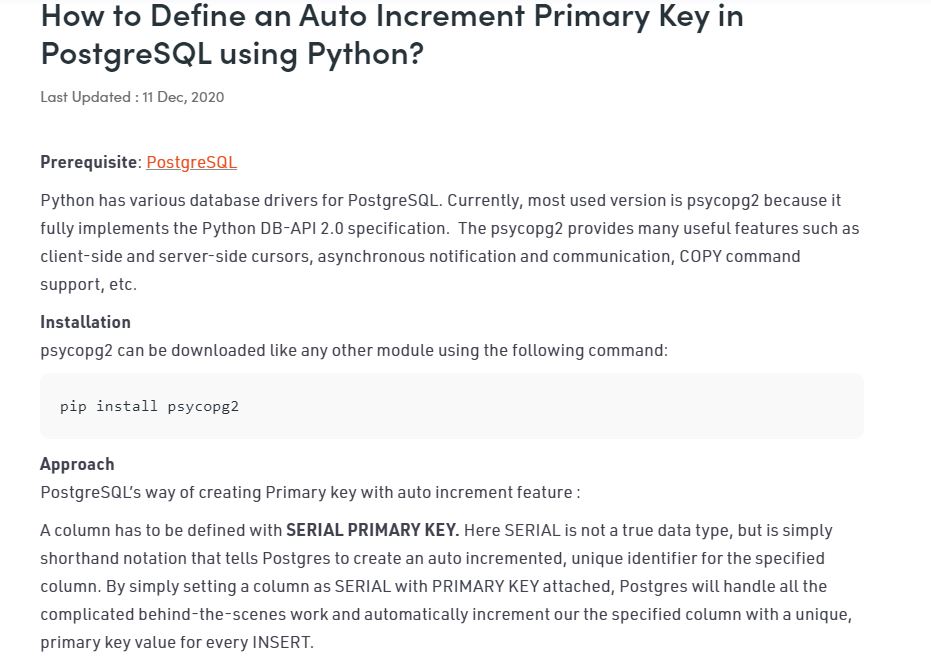 How to Define an Auto Increment Primary Key in
PostgreSQL using Python?
Last Updated : 11 Dec, 2020
Prerequisite: PostgreSQL
Python has various database drivers for PostgreSQL. Currently, most used version is psycopg2 because it
fully implements the Python DB-API 2.0 specification.  The psycopg2 provides many useful features such as
client-side and server-side cursors, asynchronous notification and communication, COPY command
support, etc.
Installation
psycopg2 can be downloaded like any other module using the following command:
pip install psycopg2
Approach
PostgreSQL’s way of creating Primary key with auto increment feature :
A column has to be defined with SERIAL PRIMARY KEY. Here SERIAL is not a true data type, but is simply
shorthand notation that tells Postgres to create an auto incremented, unique identifier for the specified
column. By simply setting a column as SERIAL with PRIMARY KEY attached, Postgres will handle all the
complicated behind-the-scenes work and automatically increment our the specified column with a unique,
primary key value for every INSERT.